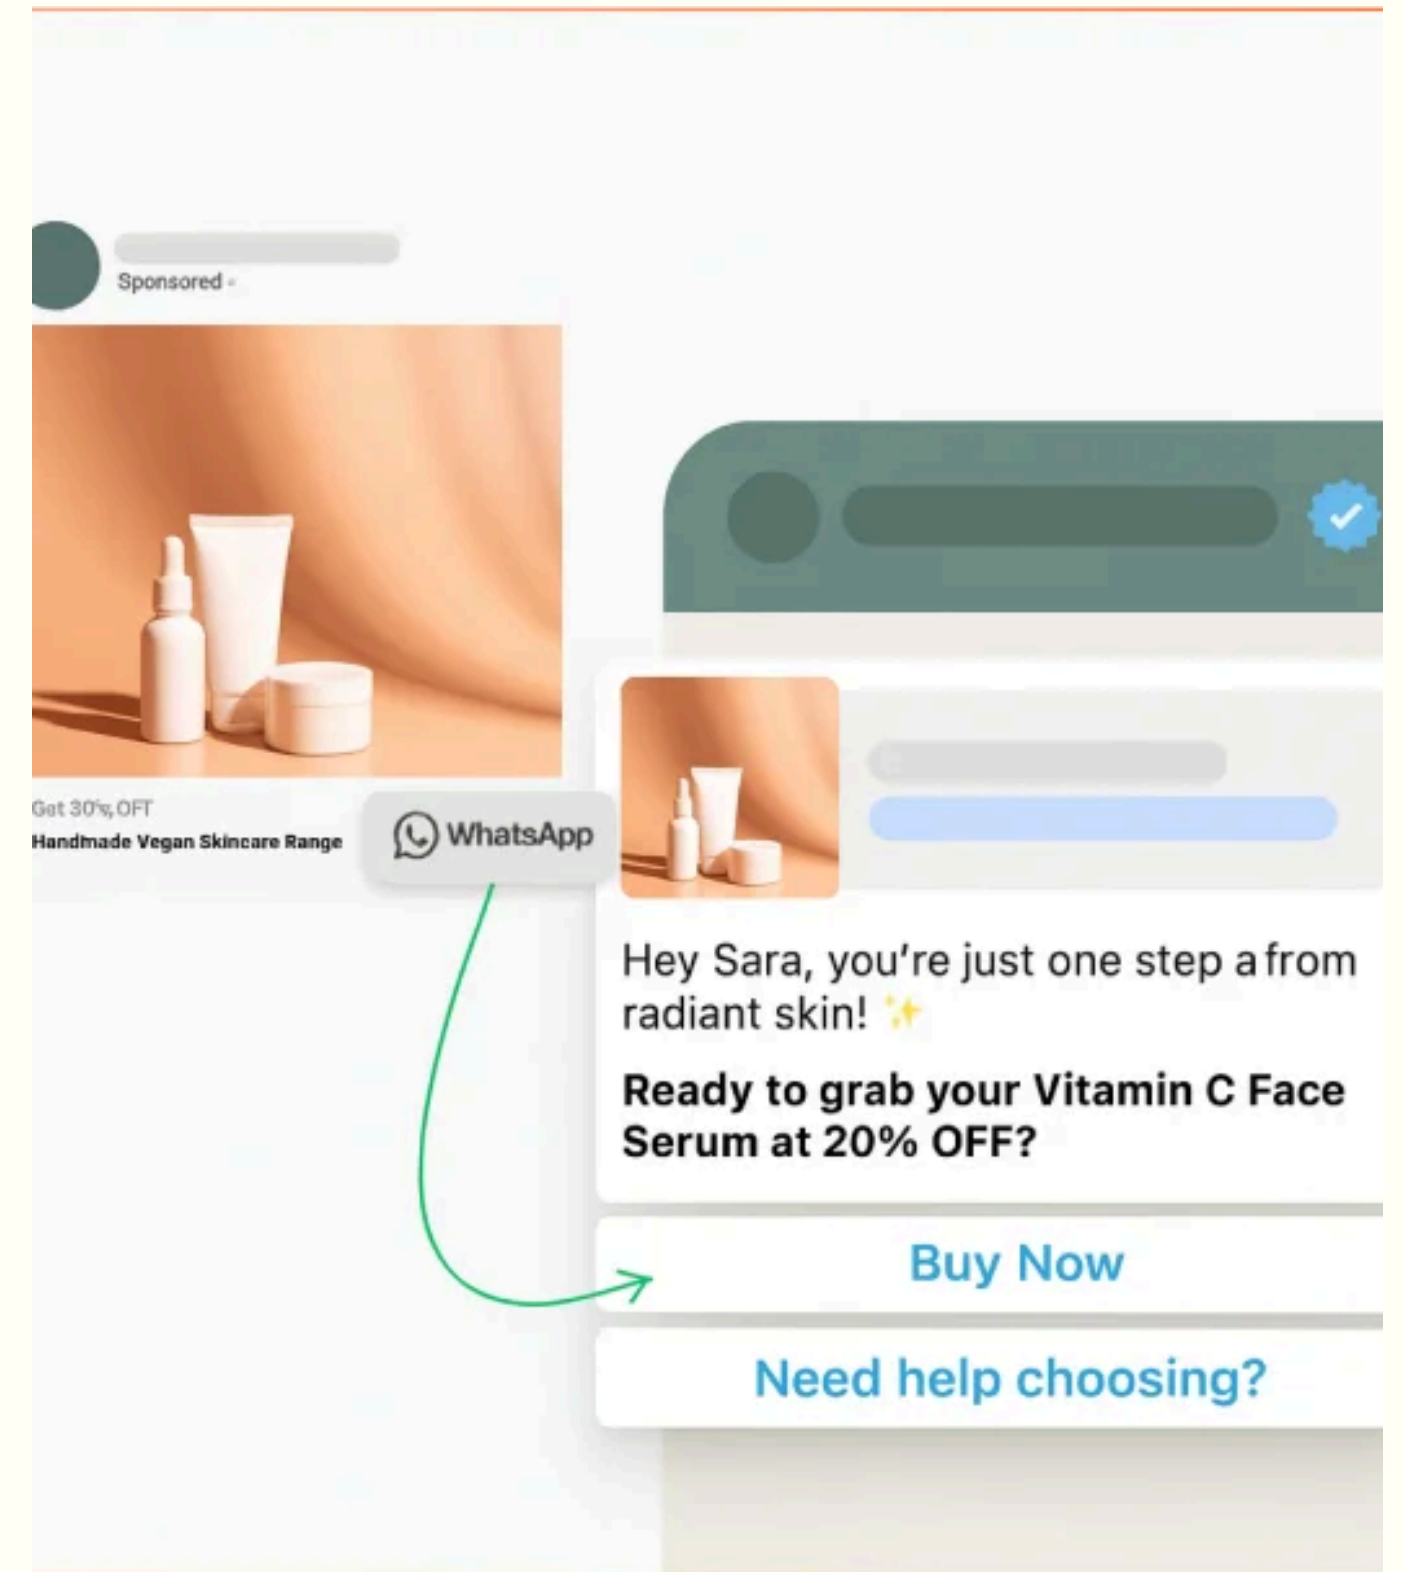 Sponsored
Get 30% OFT
Handmade Vegan Skincare Range
WhatsApp
Hey Sara, you're just one step a from
radiant skin! ✨
Ready to grab your Vitamin C Face
Serum at 20% OFF?
Buy Now
Need help choosing?